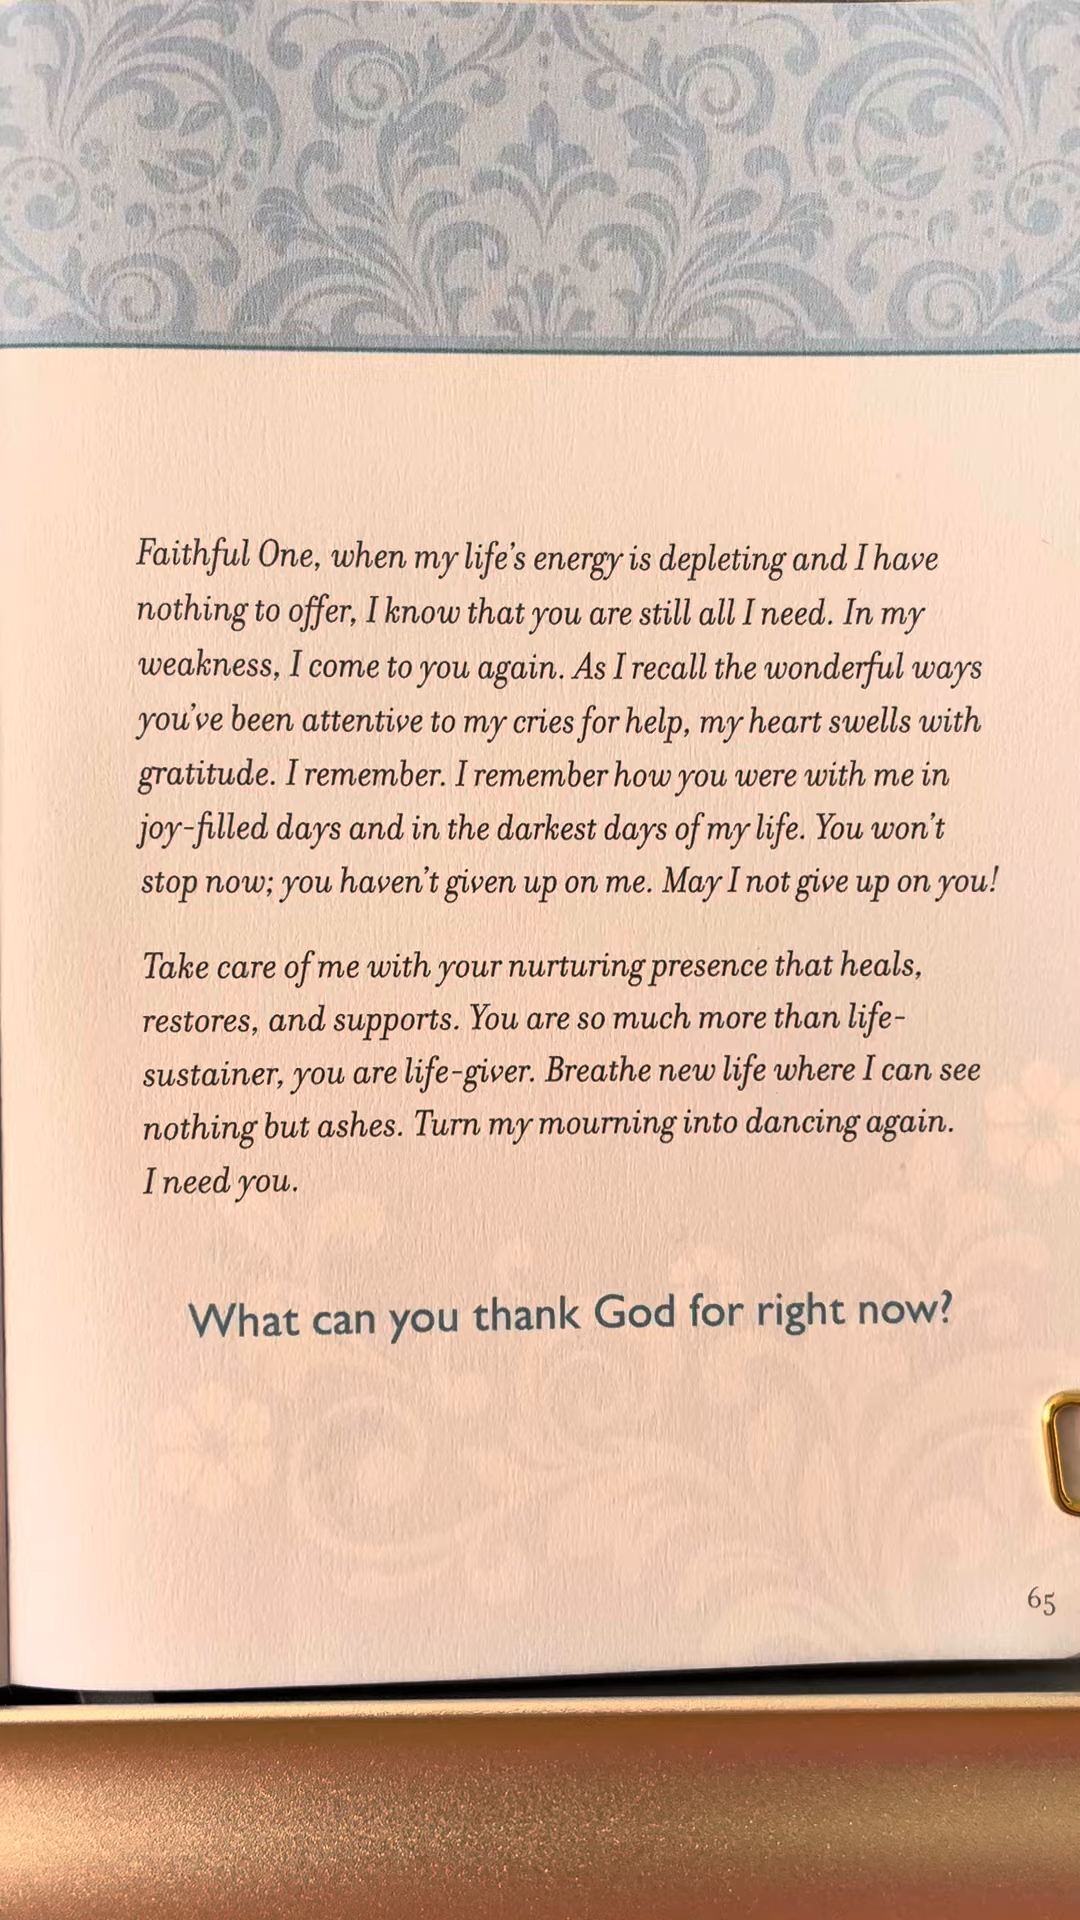 Faithful One, when my life's energy is depleting and I have
nothing to offer, I know that you are still all I need. In my
weakness, I come to you again. As I recall the wonderful ways
you've been attentive to my cries for help, my heart swells with
gratitude. I remember. I remember how you were with me in
joy-filled days and in the darkest days of my life. You won't
stop now; you haven't given up on me. May I not give up on you!
Take care of me with your nurturing presence that heals,
restores, and supports. You are so much more than life-
sustainer, you are life-giver. Breathe new life where I can see
nothing but ashes. Turn my mourning into dancing again.
I need you.
What can you thank God for right now?
65